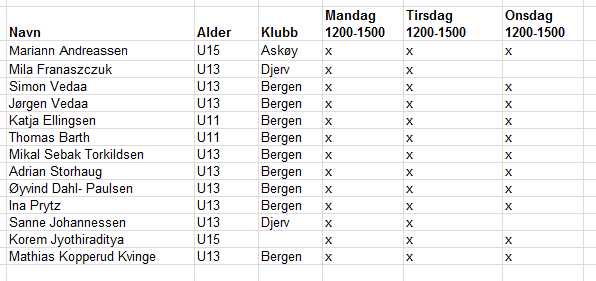 Navn Alder Klubb Mandag 1200-1500 Tirsdag 1200-1500 Onsdag 1200-1500
Mariann Andreassen U15 Askøy x x x
Mila Franaszczuk U13 Djerv x x
Simon Vedaa U13 Bergen x x x
Jørgen Vedaa U13 Bergen x x x
Katja Ellingsen U11 Bergen x x x
Thomas Barth U11 Bergen x x x
Mikal Sebak Torkildsen U13 Bergen x x x
Adrian Storhaug U13 Bergen x x x
Øyvind Dahl- Paulsen U13 Bergen x x x
Ina Prytz U13 Bergen x x x
Sanne Johannessen U13 Djerv x x
Korem Jyothiraditya U15 x x x
Mathias Kopperud Kvinge U13 Bergen x x x